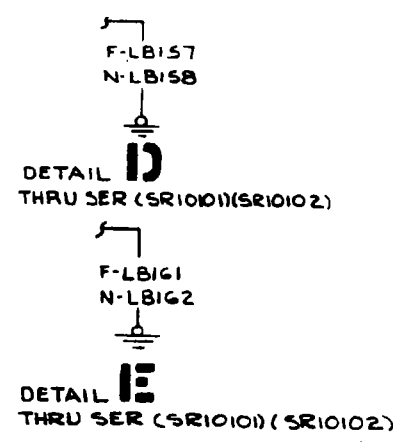 F-LB157
N-LB158
DETAIL D
THRU SER (SR10101)(SR10102)
F-LB161
N-LB162
DETAIL E
THRU SER (SR10101)(SR10102)